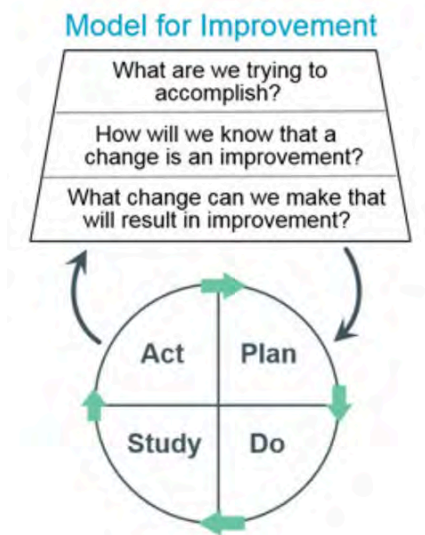 Model for Improvement
What are we trying to
accomplish?
How will we know that a
change is an improvement?
What change can we make that
will result in improvement?
Act
Plan
Study
Do